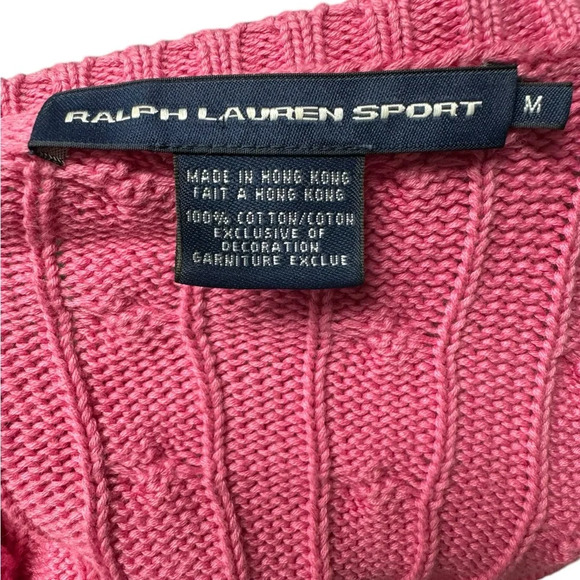 RALPH LAUREN SPORT
M
MADE IN HONG KONG
FAIT A HONG KONG
100% COTTON/COTON
EXCLUSIVE OF
DECORATION
GARNITURE EXCLUE